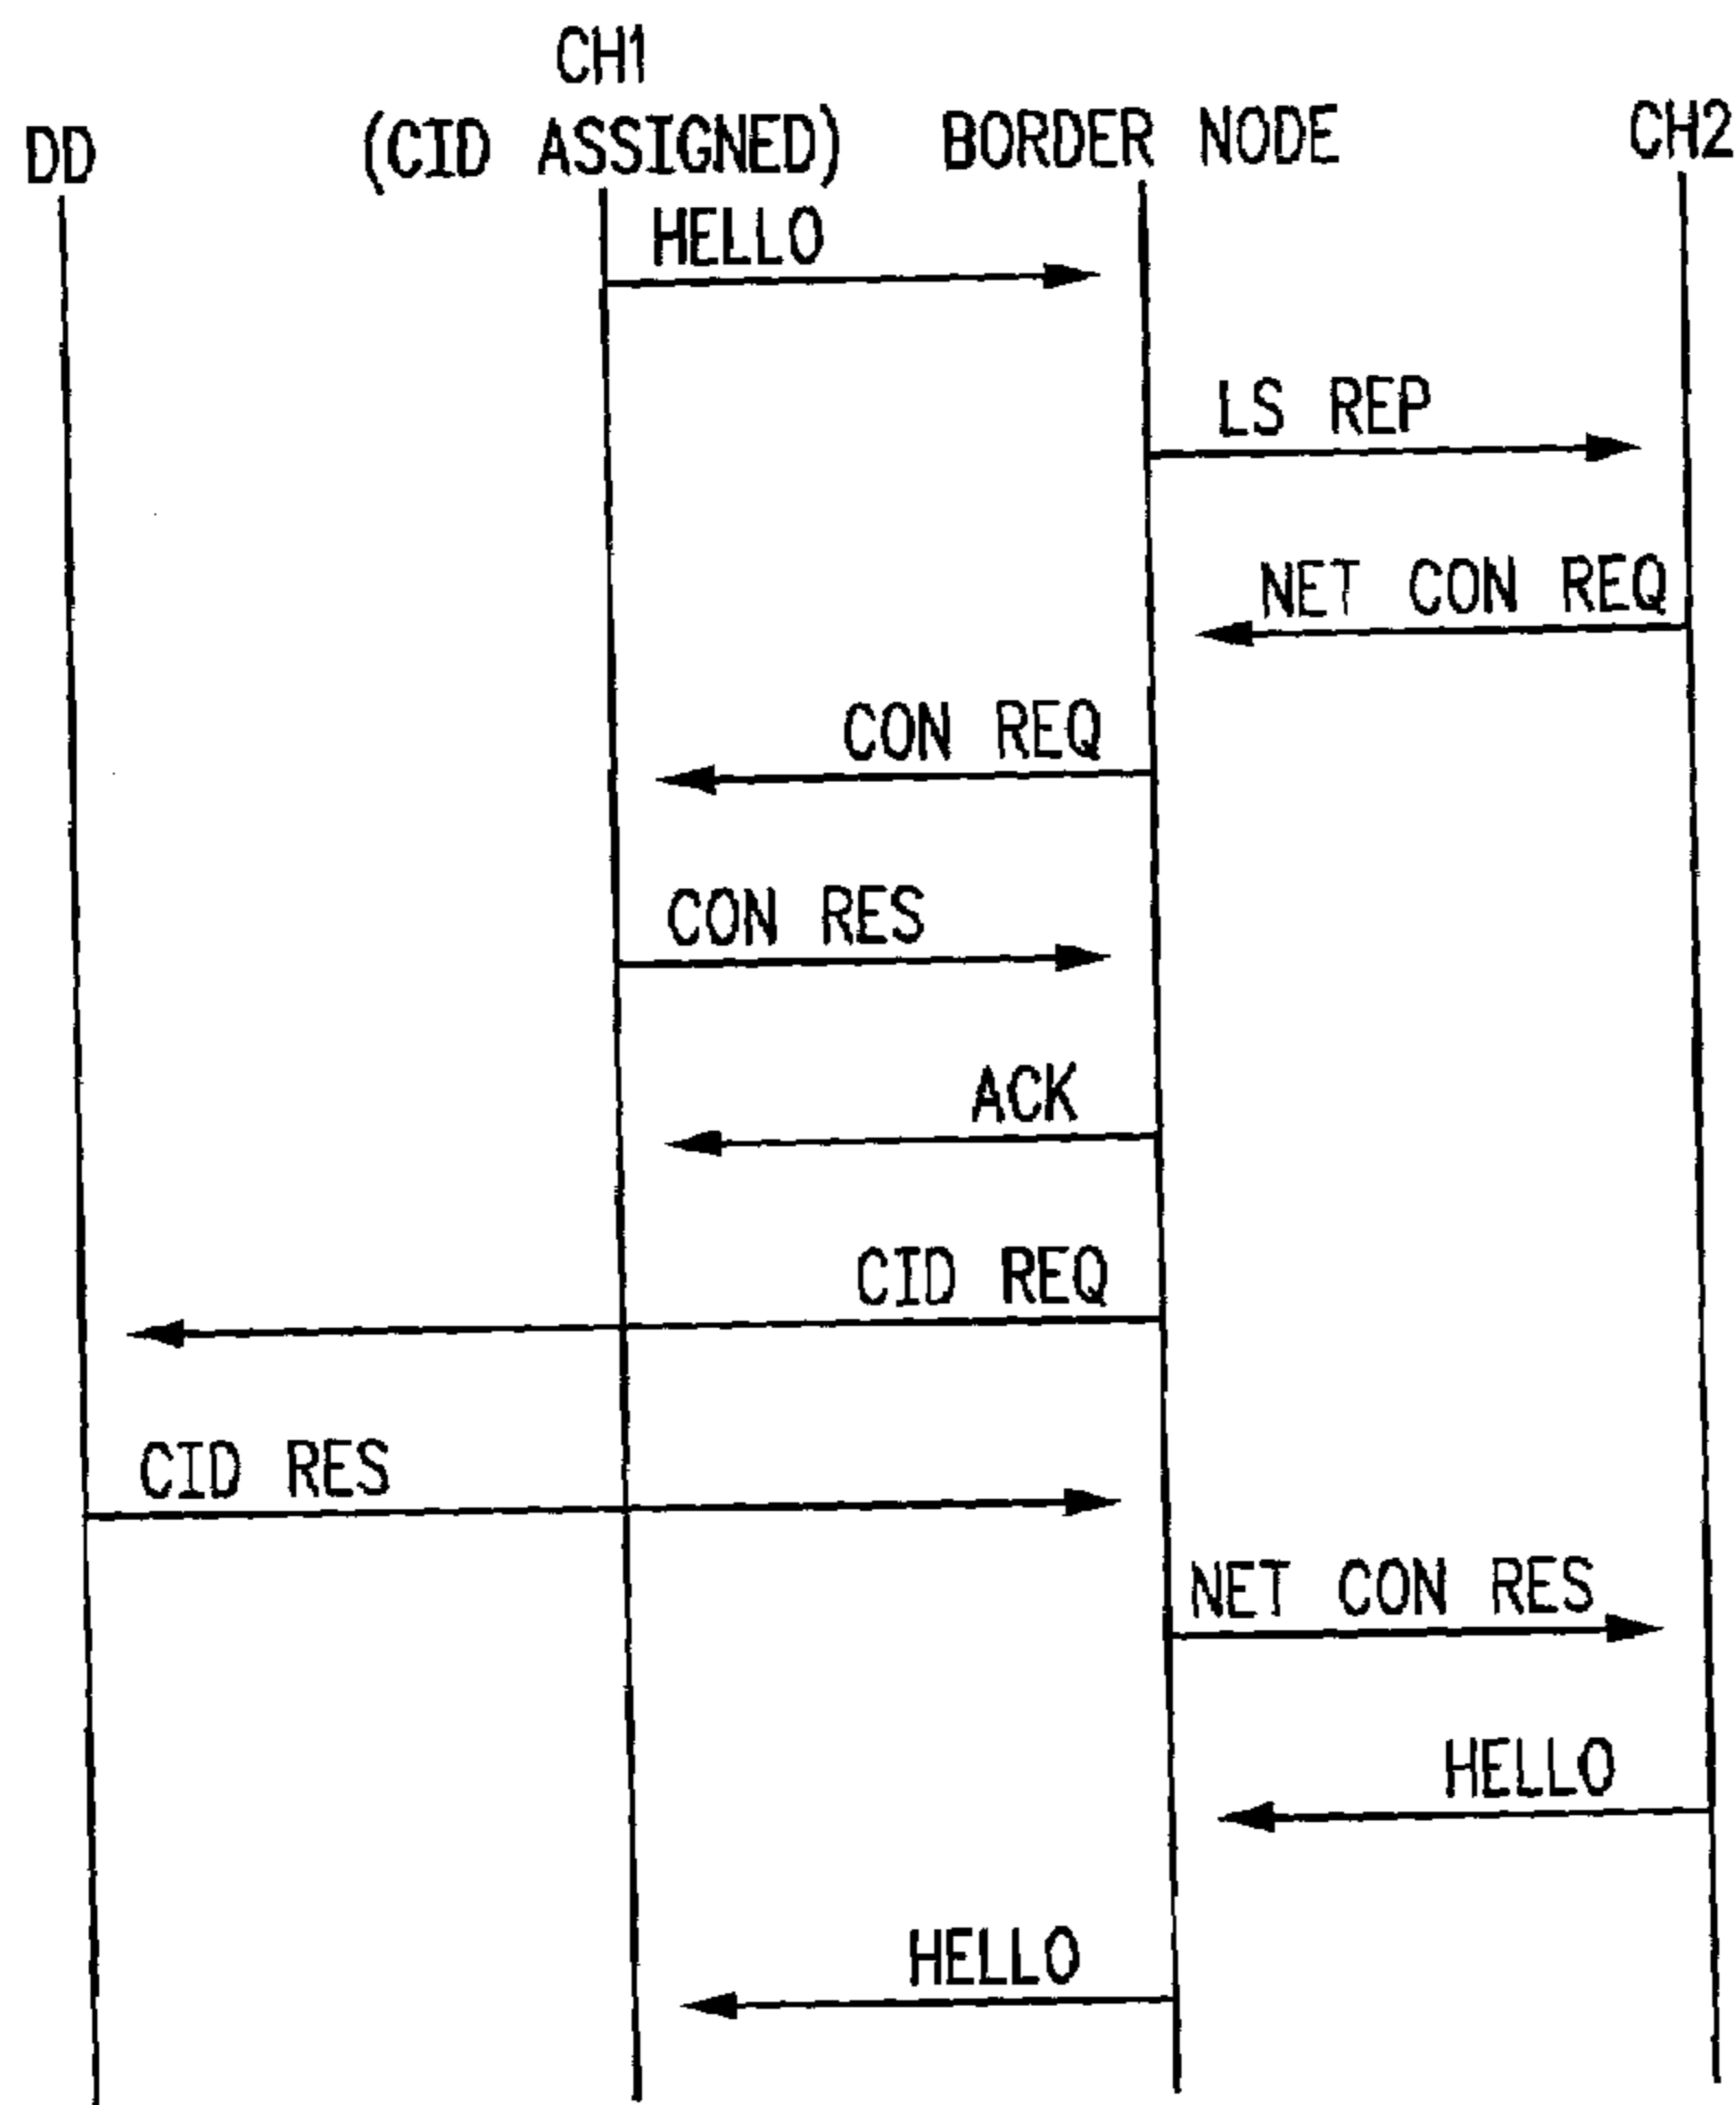 CH1
DD
(CID ASSIGNED)
BORDER NODE
CH2
HELLO
LS REP
NET CON REQ
CON REQ
CON RES
ACK
CID REQ
CID RES
NET CON RES
HELLO
HELLO